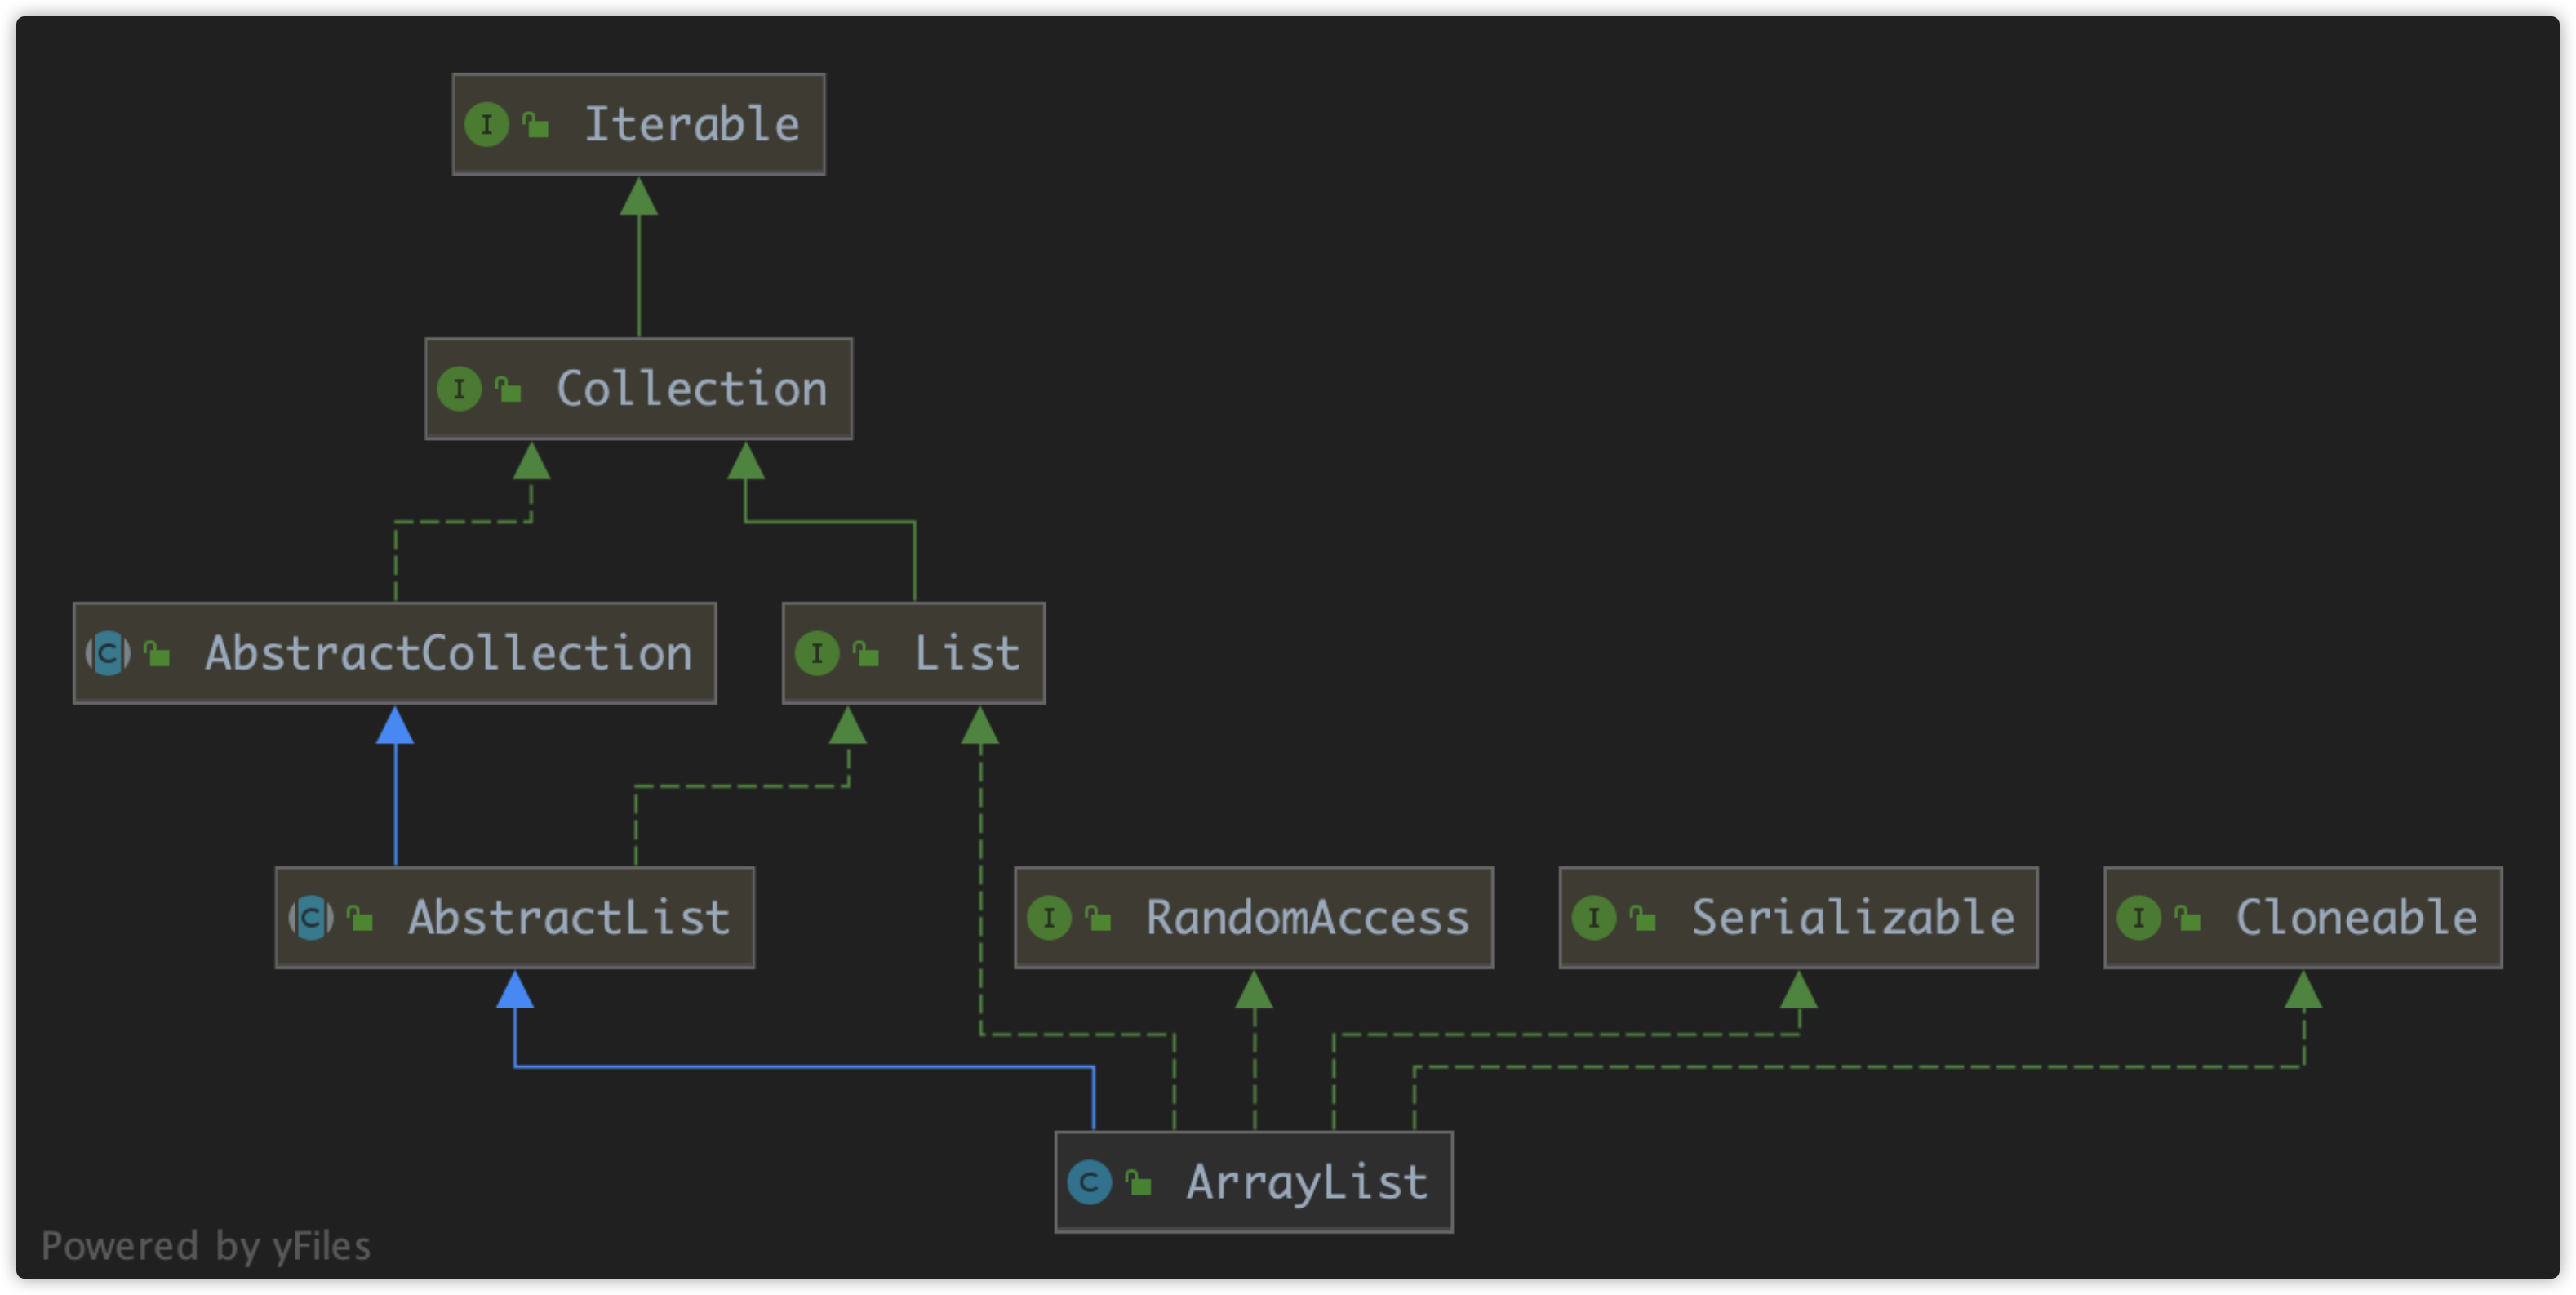 I Iterable
I Collection
C AbstractCollection
I List
C AbstractList
I RandomAccess
I Serializable
I Cloneable
C ArrayList
Powered by yFiles